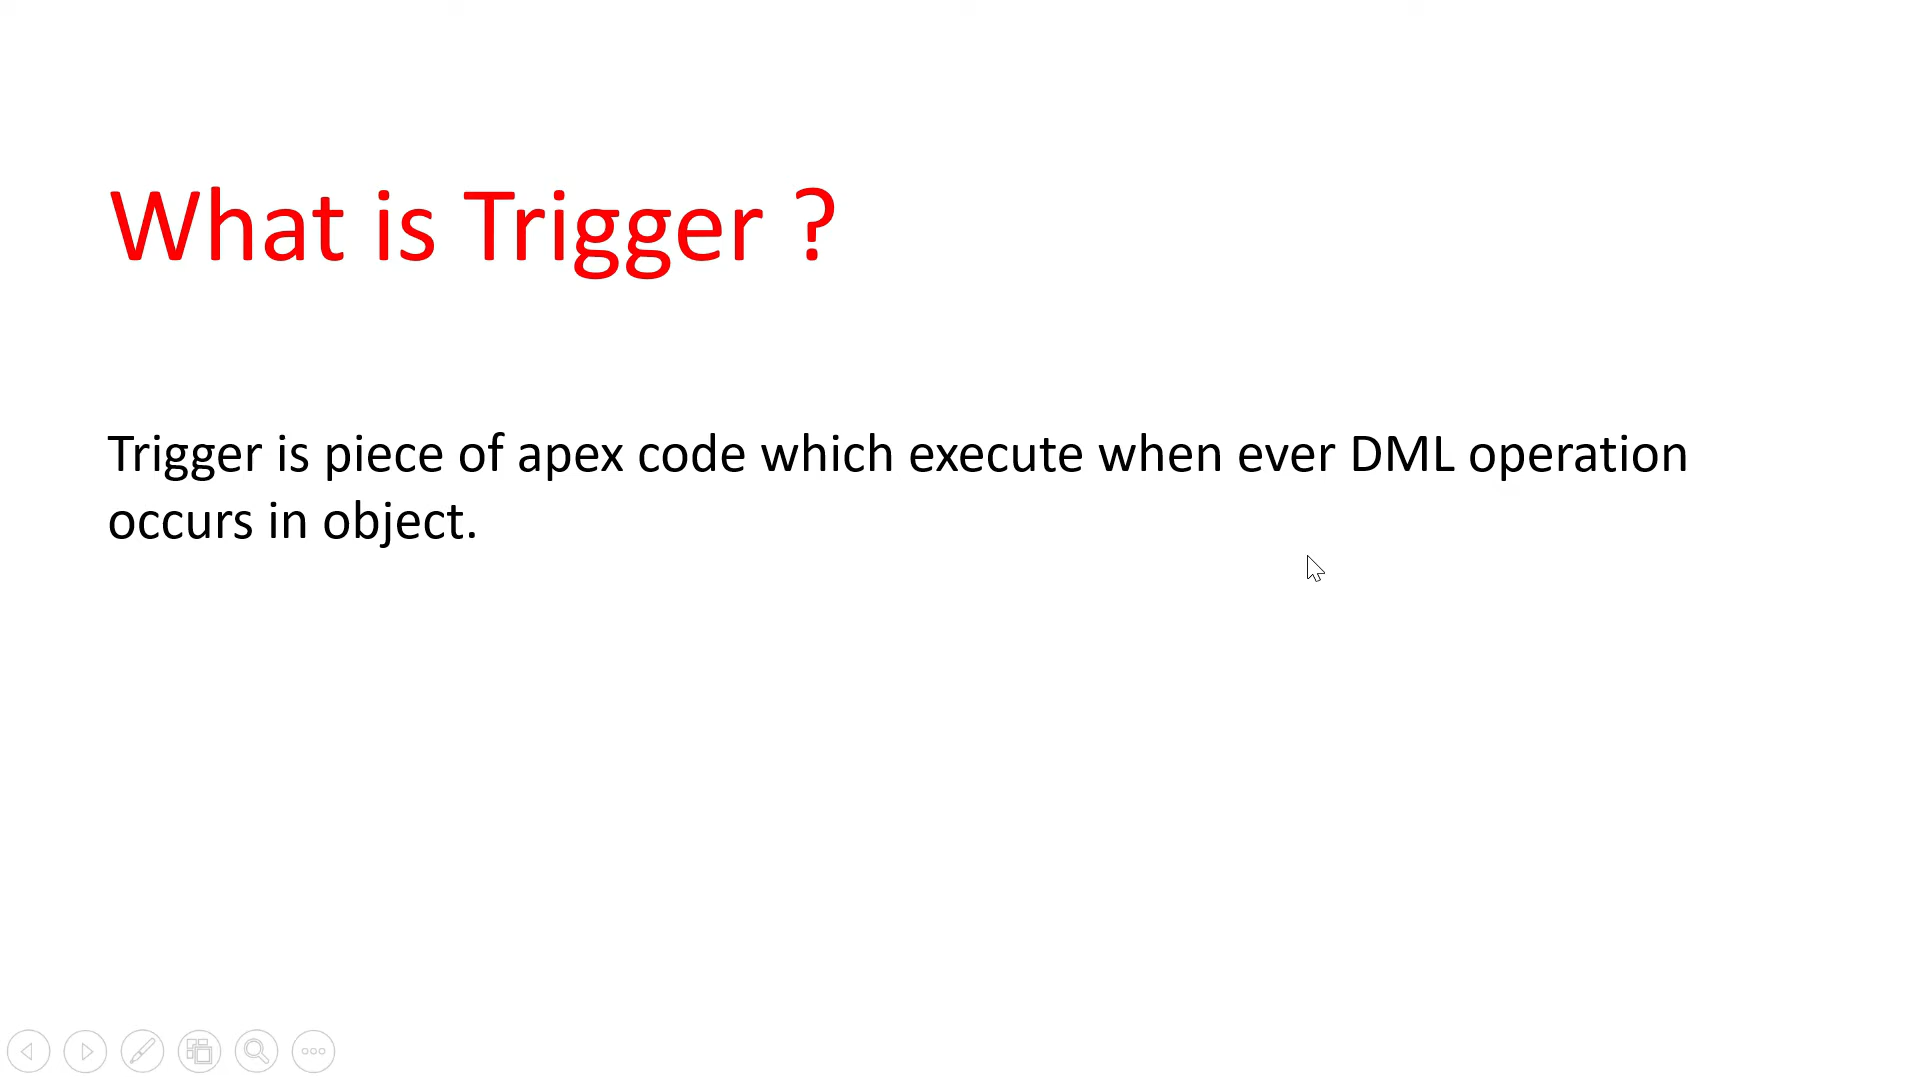 What is Trigger ?
Trigger is piece of apex code which execute when ever DML operation
occurs in object.